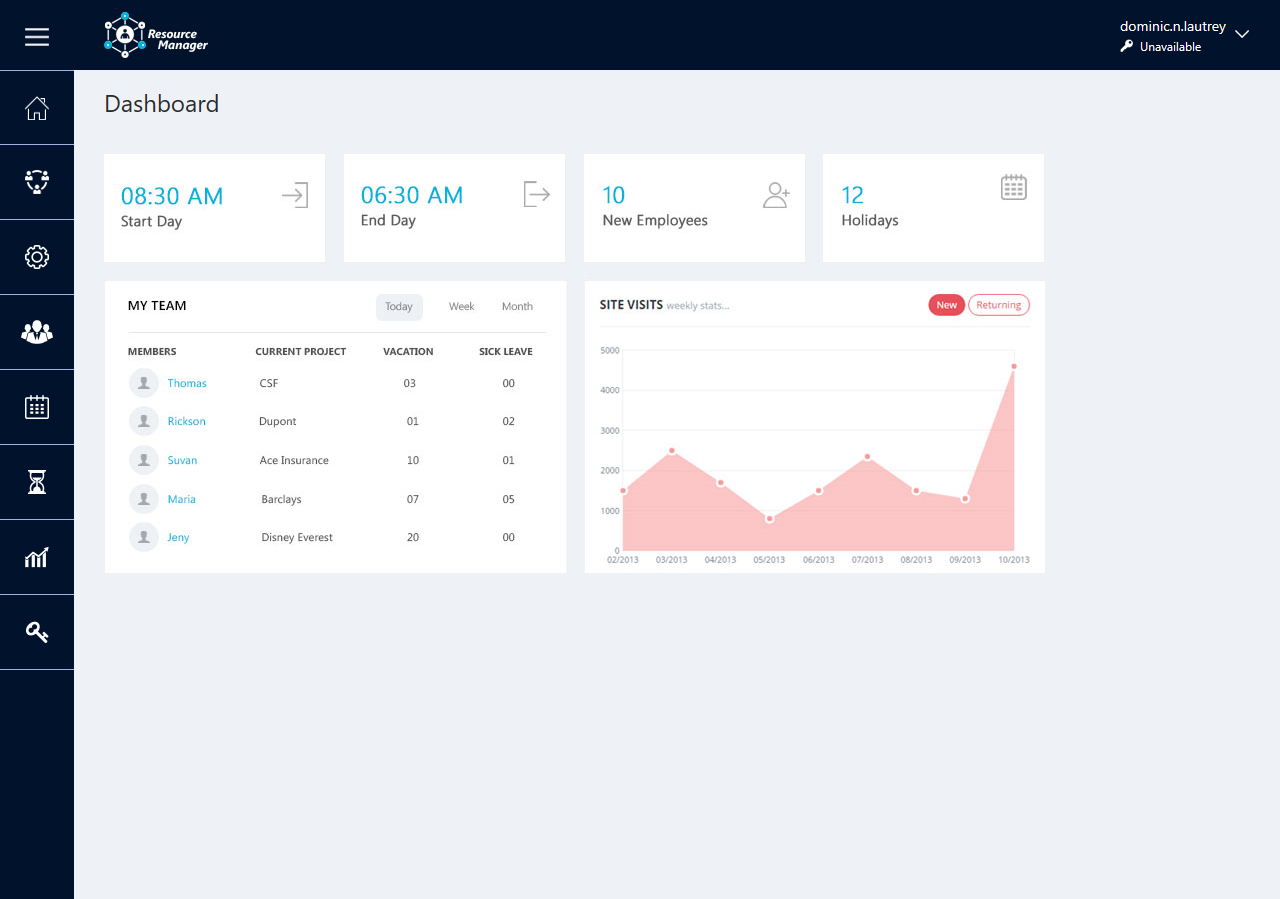 Resource
Manager
dominic.n.lautrey
Unavailable
Dashboard
08:30 AM
Start Day
06:30 AM
End Day
10
New Employees
12
Holidays
MY TEAM
Today Week Month
MEMBERS CURRENT PROJECT VACATION SICK LEAVE
Thomas CSF 03 00
Rickson Dupont 01 02
Suvan Ace Insurance 10 01
Maria Barclays 07 05
Jeny Disney Everest 20 00
SITE VISITS weekly stats...
New Returning
5000
4000
3000
2000
1000
0
02/2013 03/2013 04/2013 05/2013 06/2013 07/2013 08/2013 09/2013 10/2013